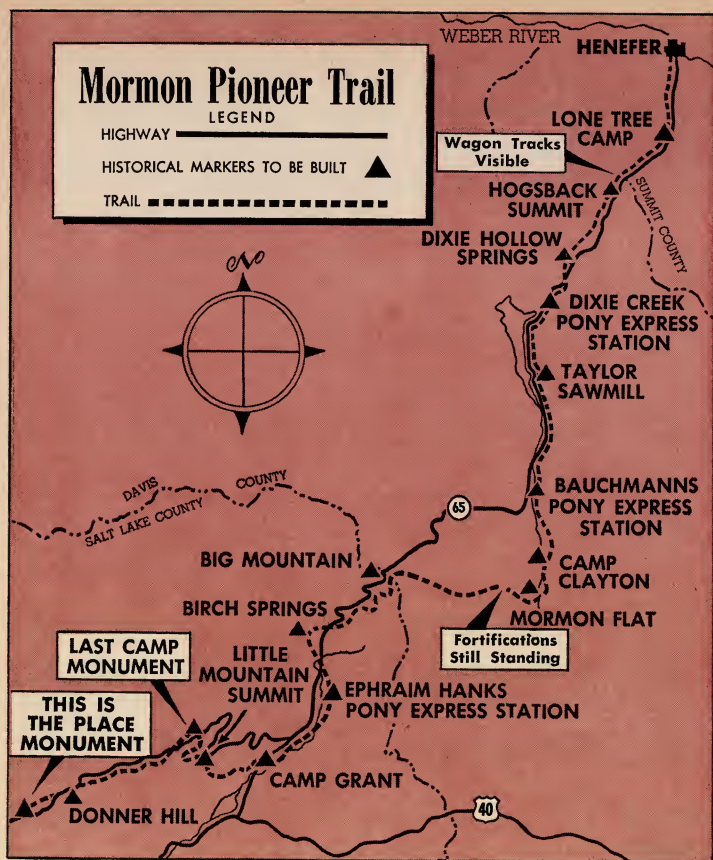 Mormon Pioneer Trail
LEGEND
HIGHWAY
HISTORICAL MARKERS TO BE BUILT
TRAIL
WEBER RIVER
HENEFER
LONE TREE
CAMP
Wagon Tracks
Visible
HOGSBACK
SUMMIT
SUMMIT COUNTY
DIXIE HOLLOW
SPRINGS
No
DIXIE CREEK
PONY EXPRESS
STATION
TAYLOR
SAWMILL
DAVIS COUNTY
SALT LAKE COUNTY
65
BAUCHMANNS
PONY EXPRESS
STATION
BIG MOUNTAIN
CAMP
CLAYTON
BIRCH SPRINGS
MORMON FLAT
Fortifications
Still Standing
LAST CAMP
MONUMENT
LITTLE
MOUNTAIN
SUMMIT
EPHRAIM HANKS
PONY EXPRESS STATION
THIS IS
THE PLACE
MONUMENT
CAMP GRANT
DONNER HILL
40